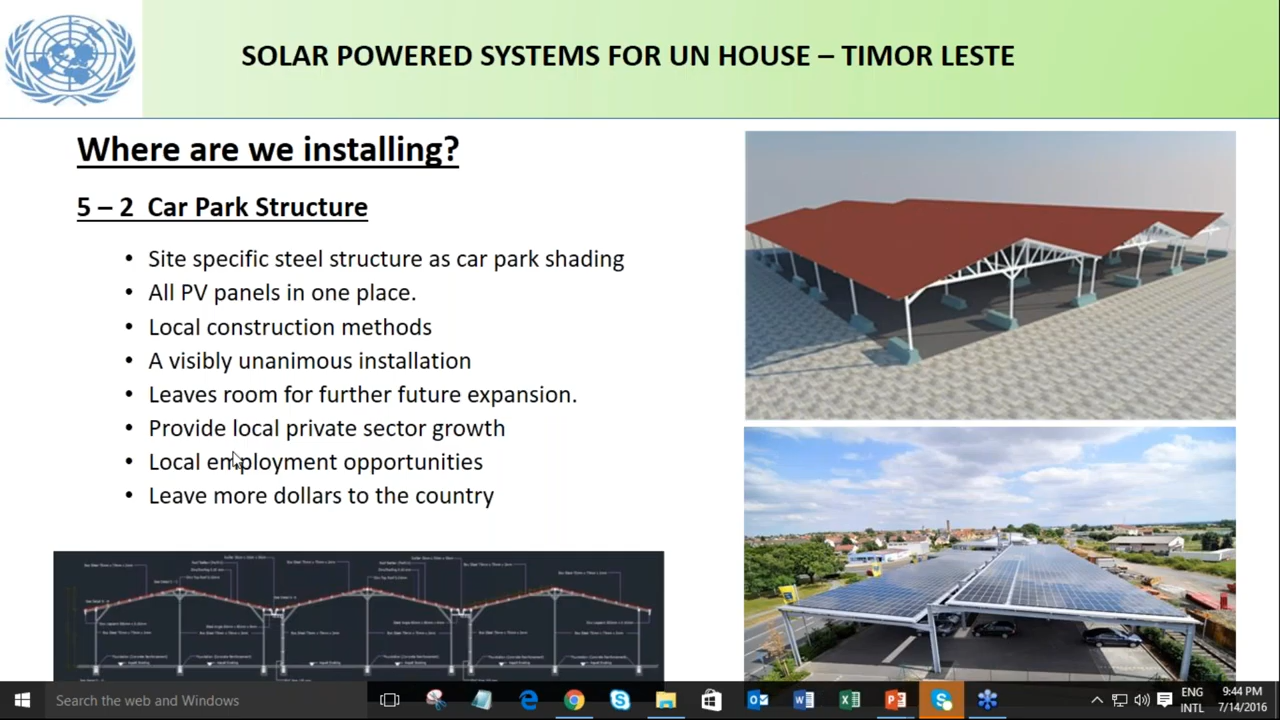 SOLAR POWERED SYSTEMS FOR UN HOUSE – TIMOR LESTE
Where are we installing?
5 – 2 Car Park Structure
• Site specific steel structure as car park shading
• All PV panels in one place.
• Local construction methods
• A visibly unanimous installation
• Leaves room for further future expansion.
• Provide local private sector growth
• Local employment opportunities
• Leave more dollars to the country
Search the web and Windows
ENG
INTL
9:44 PM
7/14/2016